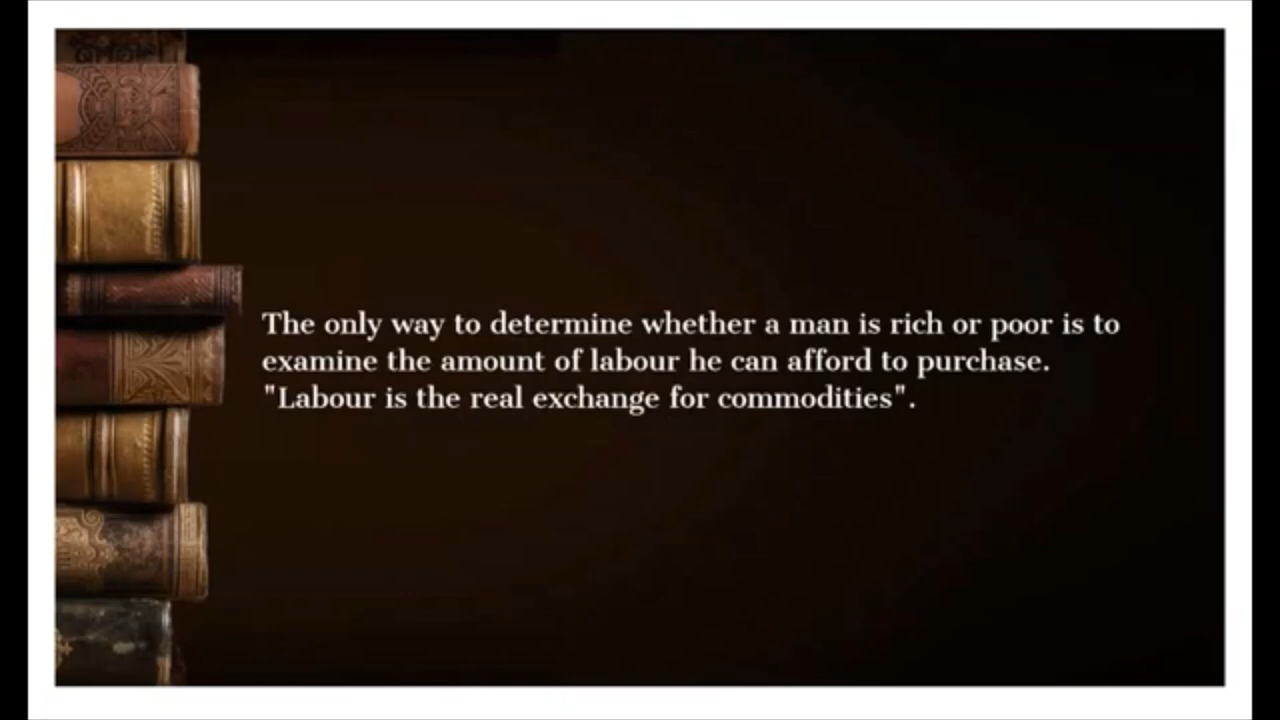 The only way to determine whether a man is rich or poor is to
examine the amount of labour he can afford to purchase.
"Labour is the real exchange for commodities".